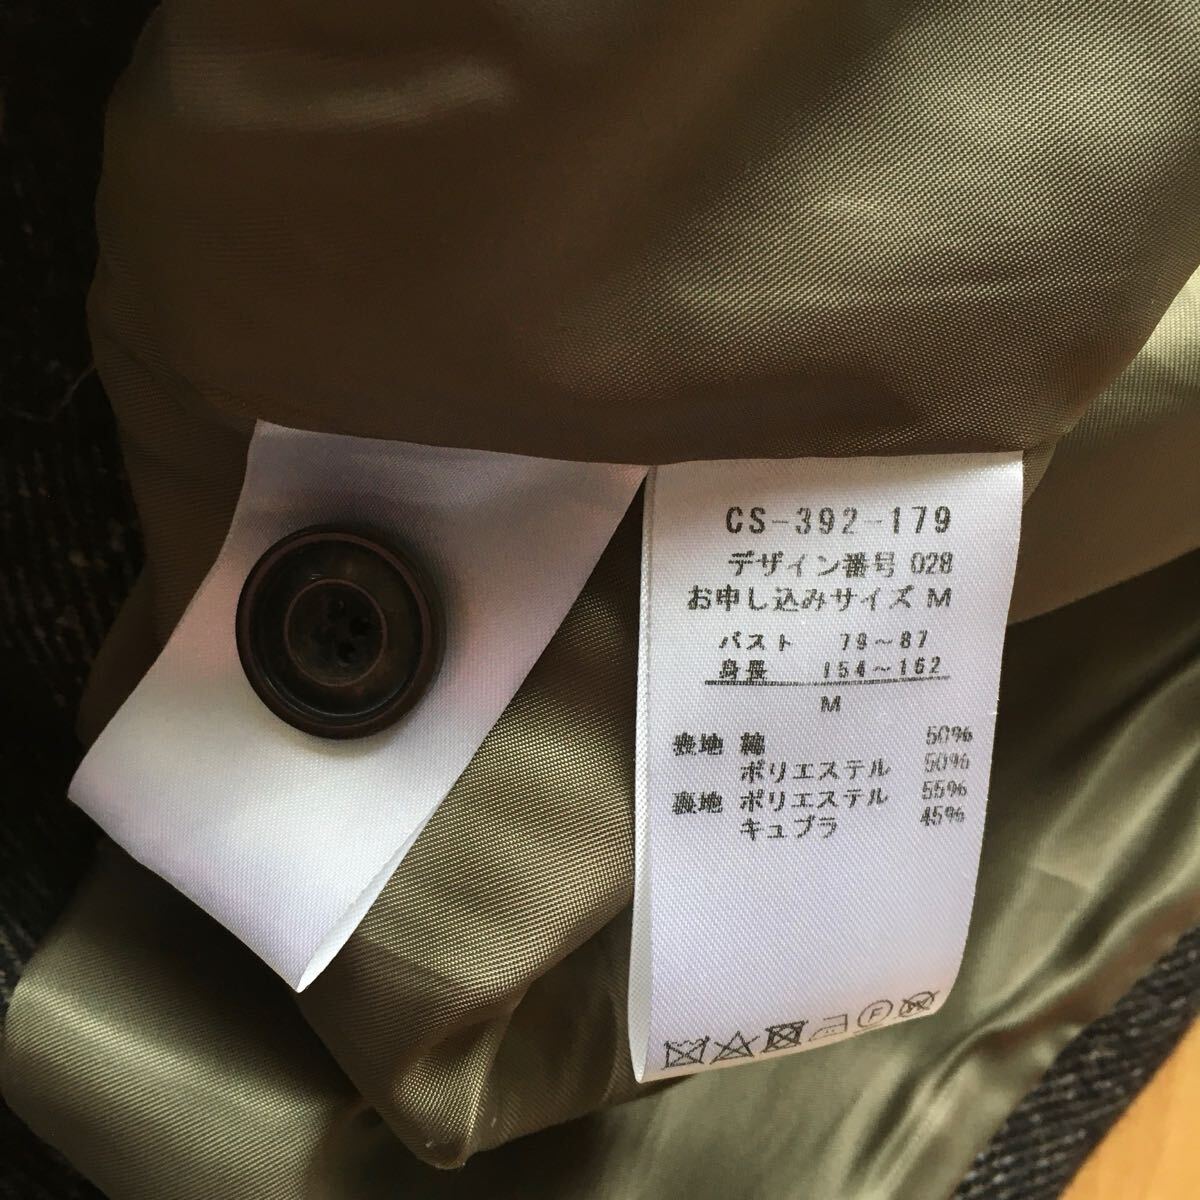 CS-392-179
デザイン番号 028
お申し込みサイズ M
バスト 79～87
身長 154～162
M
表地 綿 50%
ポリエステル 50%
裏地 ポリエステル 55%
キュプラ 45%
F